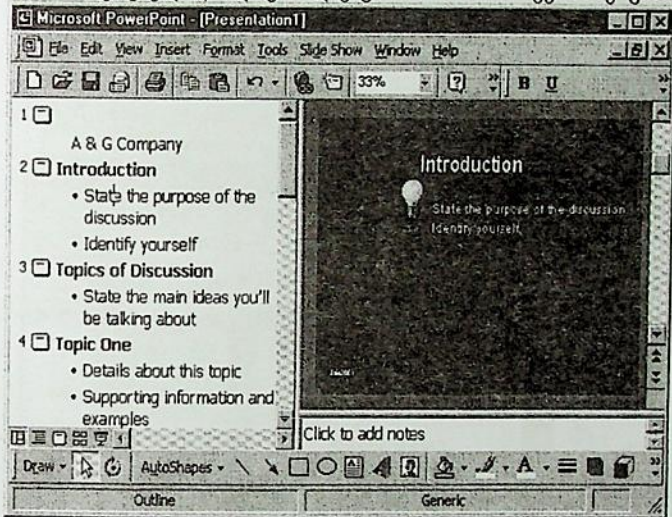 Microsoft PowerPoint - [Presentation1]
File Edit View Insert Format Tools Slide Show Window Help
33% B U
1
A & G Company
2 Introduction
• State the purpose of the
discussion
• Identify yourself
3 Topics of Discussion
• State the main ideas you'll
be talking about
4 Topic One
• Details about this topic
• Supporting information and
examples
Introduction
State the purpose of the discussion
Identify yourself
Click to add notes
Draw AutoShapes A
Outline Generic